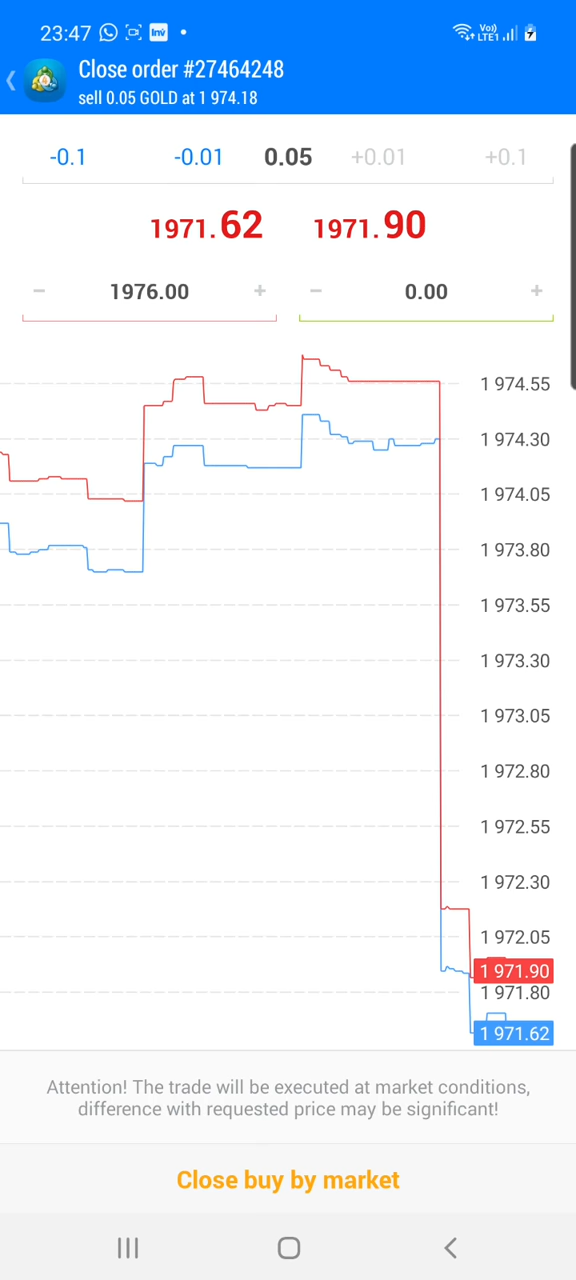 23:47 Inv Vo) LTE1
Close order #27464248
sell 0.05 GOLD at 1 974.18
-0.1 -0.01 0.05 +0.01 +0.1
1971.62 1971.90
− 1976.00 + − 0.00 +
1 974.55
1 974.30
1 974.05
1 973.80
1 973.55
1 973.30
1 973.05
1 972.80
1 972.55
1 972.30
1 972.05
1 971.90
1 971.80
1 971.62
Attention! The trade will be executed at market conditions,
difference with requested price may be significant!
Close buy by market